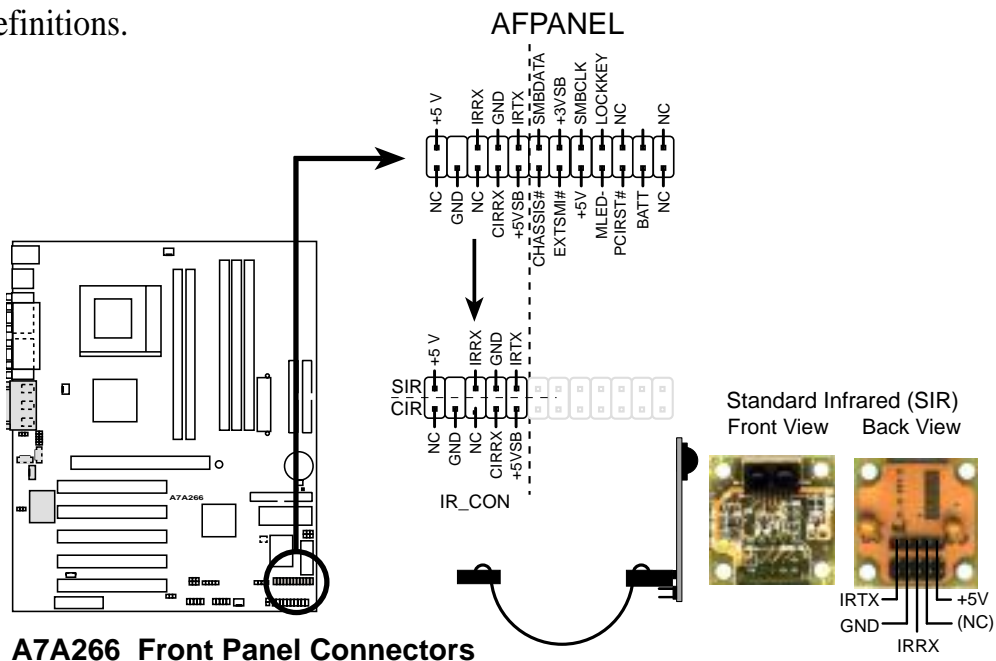 efinitions.
AFPANEL
+5 V
IRRX
GND
IRTX
SMBDATA
+3VSB
SMBCLK
LOCKKEY
NC
NC
NC
GND
NC
CIRRX
+5VSB
CHASSIS#
EXTSMI#
+5V
MLED-
PCIRST#
BATT
NC
+5 V
IRRX
GND
IRTX
SIR
CIR
NC
GND
NC
CIRRX
+5VSB
IR_CON
Standard Infrared (SIR)
Front View Back View
A7A266
IRTX +5V
GND (NC)
IRRX
A7A266 Front Panel Connectors